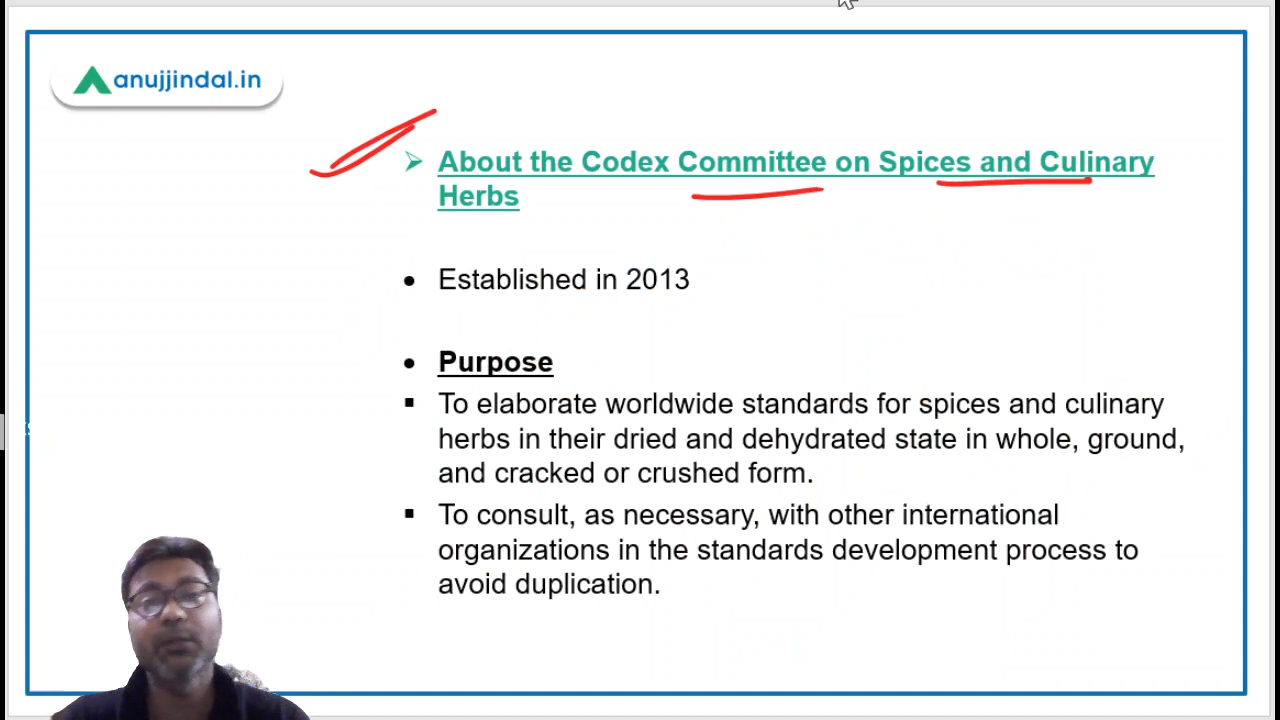 anujjindal.in
➢ About the Codex Committee on Spices and Culinary
Herbs
• Established in 2013
• Purpose
▪ To elaborate worldwide standards for spices and culinary
herbs in their dried and dehydrated state in whole, ground,
and cracked or crushed form.
▪ To consult, as necessary, with other international
organizations in the standards development process to
avoid duplication.